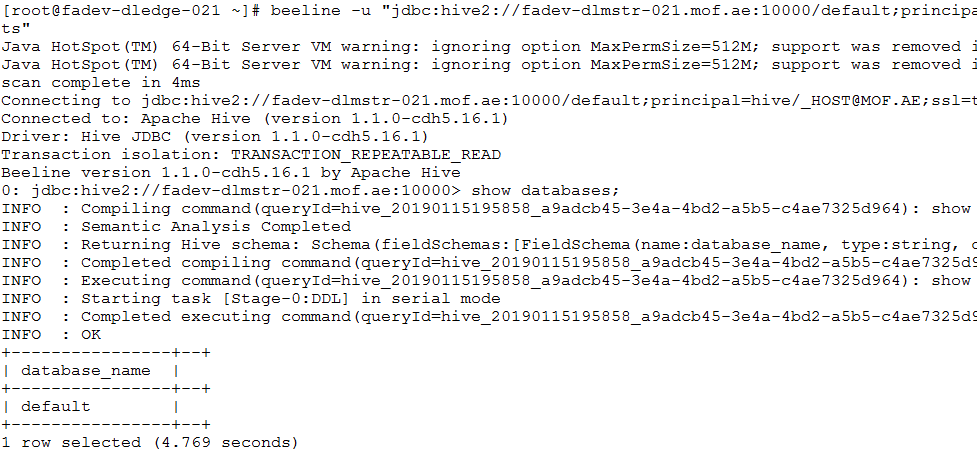 [root@fadev-dledge-021 ~]# beeline -u "jdbc:hive2://fadev-dlmstr-021.mof.ae:10000/default;principa
ts"
Java HotSpot(TM) 64-Bit Server VM warning: ignoring option MaxPermSize=512M; support was removed i
Java HotSpot(TM) 64-Bit Server VM warning: ignoring option MaxPermSize=512M; support was removed i
scan complete in 4ms
Connecting to jdbc:hive2://fadev-dlmstr-021.mof.ae:10000/default;principal=hive/_HOST@MOF.AE;ssl=t
Connected to: Apache Hive (version 1.1.0-cdh5.16.1)
Driver: Hive JDBC (version 1.1.0-cdh5.16.1)
Transaction isolation: TRANSACTION_REPEATABLE_READ
Beeline version 1.1.0-cdh5.16.1 by Apache Hive
0: jdbc:hive2://fadev-dlmstr-021.mof.ae:10000> show databases;
INFO  : Compiling command(queryId=hive_20190115195858_a9adcb45-3e4a-4bd2-a5b5-c4ae7325d964): show
INFO  : Semantic Analysis Completed
INFO  : Returning Hive schema: Schema(fieldSchemas:[FieldSchema(name:database_name, type:string, c
INFO  : Completed compiling command(queryId=hive_20190115195858_a9adcb45-3e4a-4bd2-a5b5-c4ae7325d9
INFO  : Executing command(queryId=hive_20190115195858_a9adcb45-3e4a-4bd2-a5b5-c4ae7325d964): show
INFO  : Starting task [Stage-0:DDL] in serial mode
INFO  : Completed executing command(queryId=hive_20190115195858_a9adcb45-3e4a-4bd2-a5b5-c4ae7325d9
INFO  : OK
+----------------+--+
| database_name  |
+----------------+--+
| default        |
+----------------+--+
1 row selected (4.769 seconds)